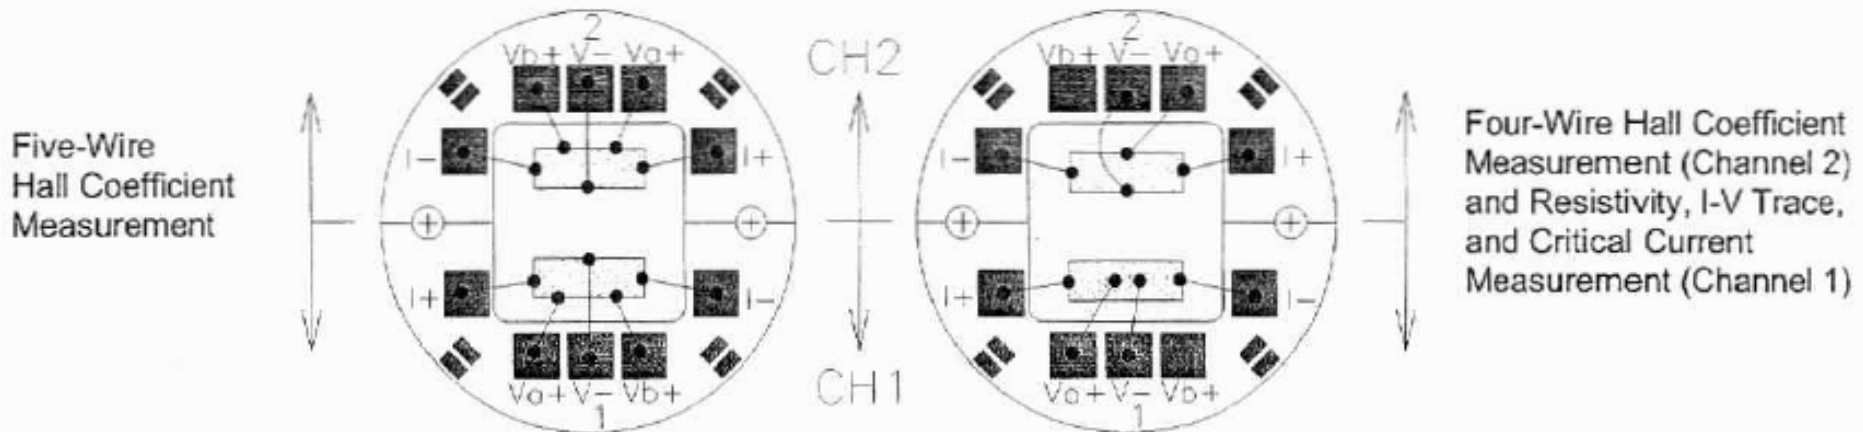 Five-Wire
Hall Coefficient
Measurement
2
Vb+ V- Va+
I- I+
I+ I-
Va+ V- Vb+
1
CH2
CH1
2
Vb+ V- Va+
I- I+
I+ I-
Va+ V- Vb+
1
Four-Wire Hall Coefficient
Measurement (Channel 2)
and Resistivity, I-V Trace,
and Critical Current
Measurement (Channel 1)